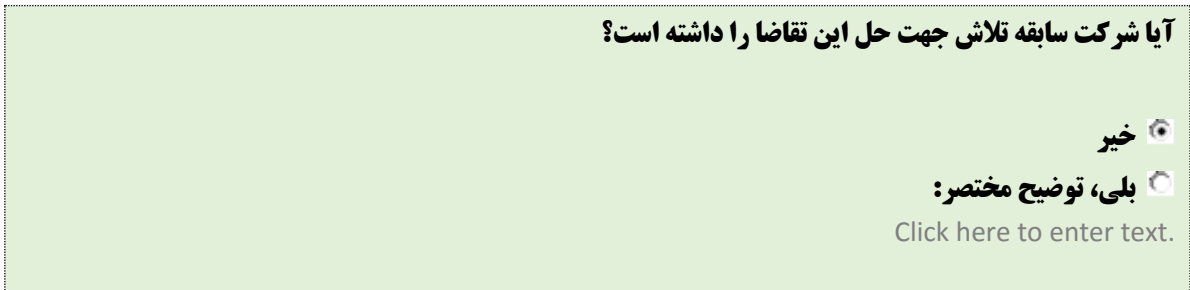 آیا شرکت سابقه تلاش جهت حل این تقاضا را داشته است؟
خیر
بلی، توضیح مختصر:
Click here to enter text.